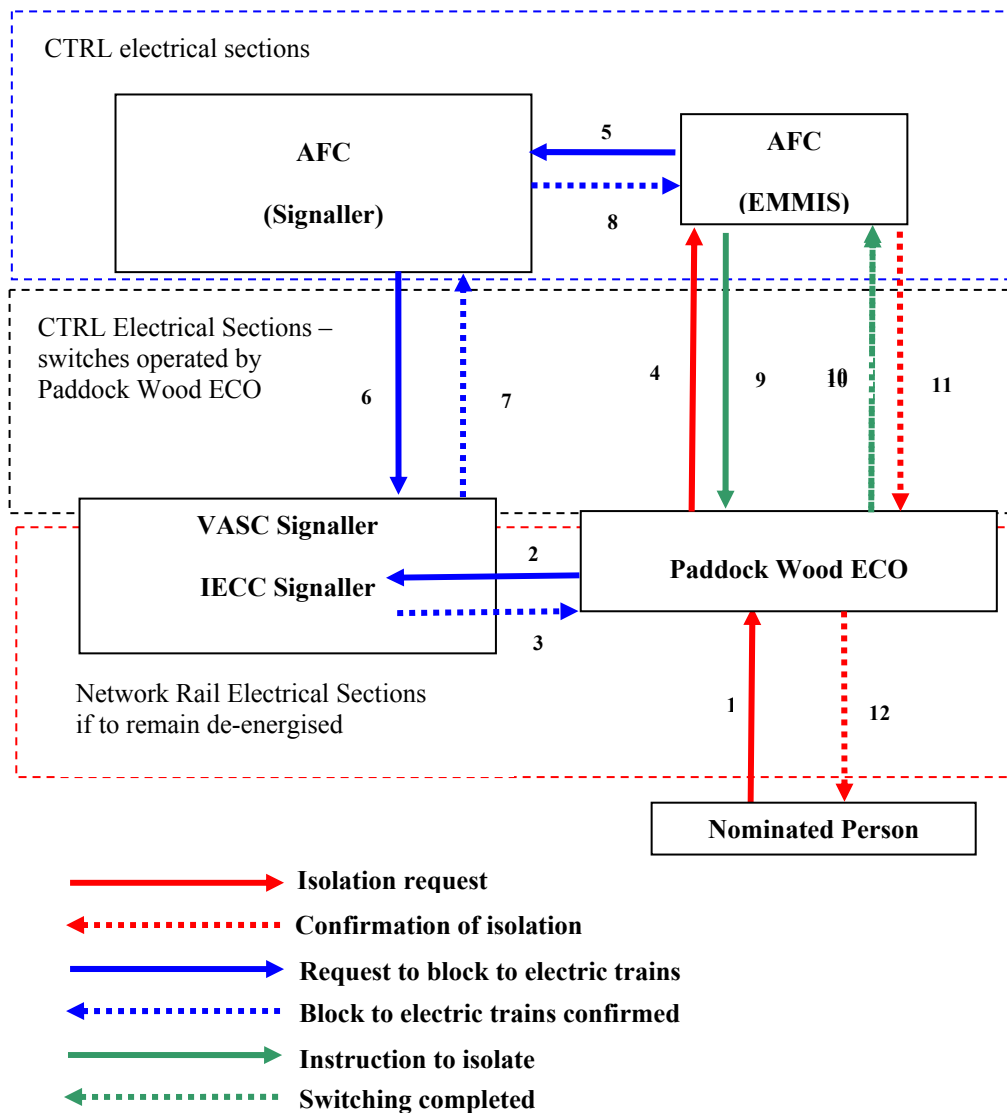 CTRL electrical sections
AFC
(Signaller)
5
8
AFC
(EMMIS)
CTRL Electrical Sections –
switches operated by
Paddock Wood ECO
6
7
4
9
10
10
11
VASC Signaller
IECC Signaller
2
3
Paddock Wood ECO
Network Rail Electrical Sections
if to remain de-energised
1
12
Nominated Person
Isolation request
Confirmation of isolation
Request to block to electric trains
Block to electric trains confirmed
Instruction to isolate
Switching completed